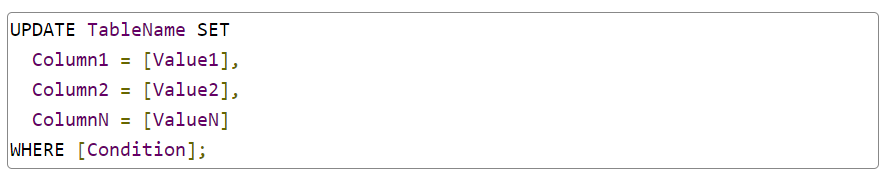 UPDATE TableName SET
  Column1 = [Value1],
  Column2 = [Value2],
  ColumnN = [ValueN]
WHERE [Condition];